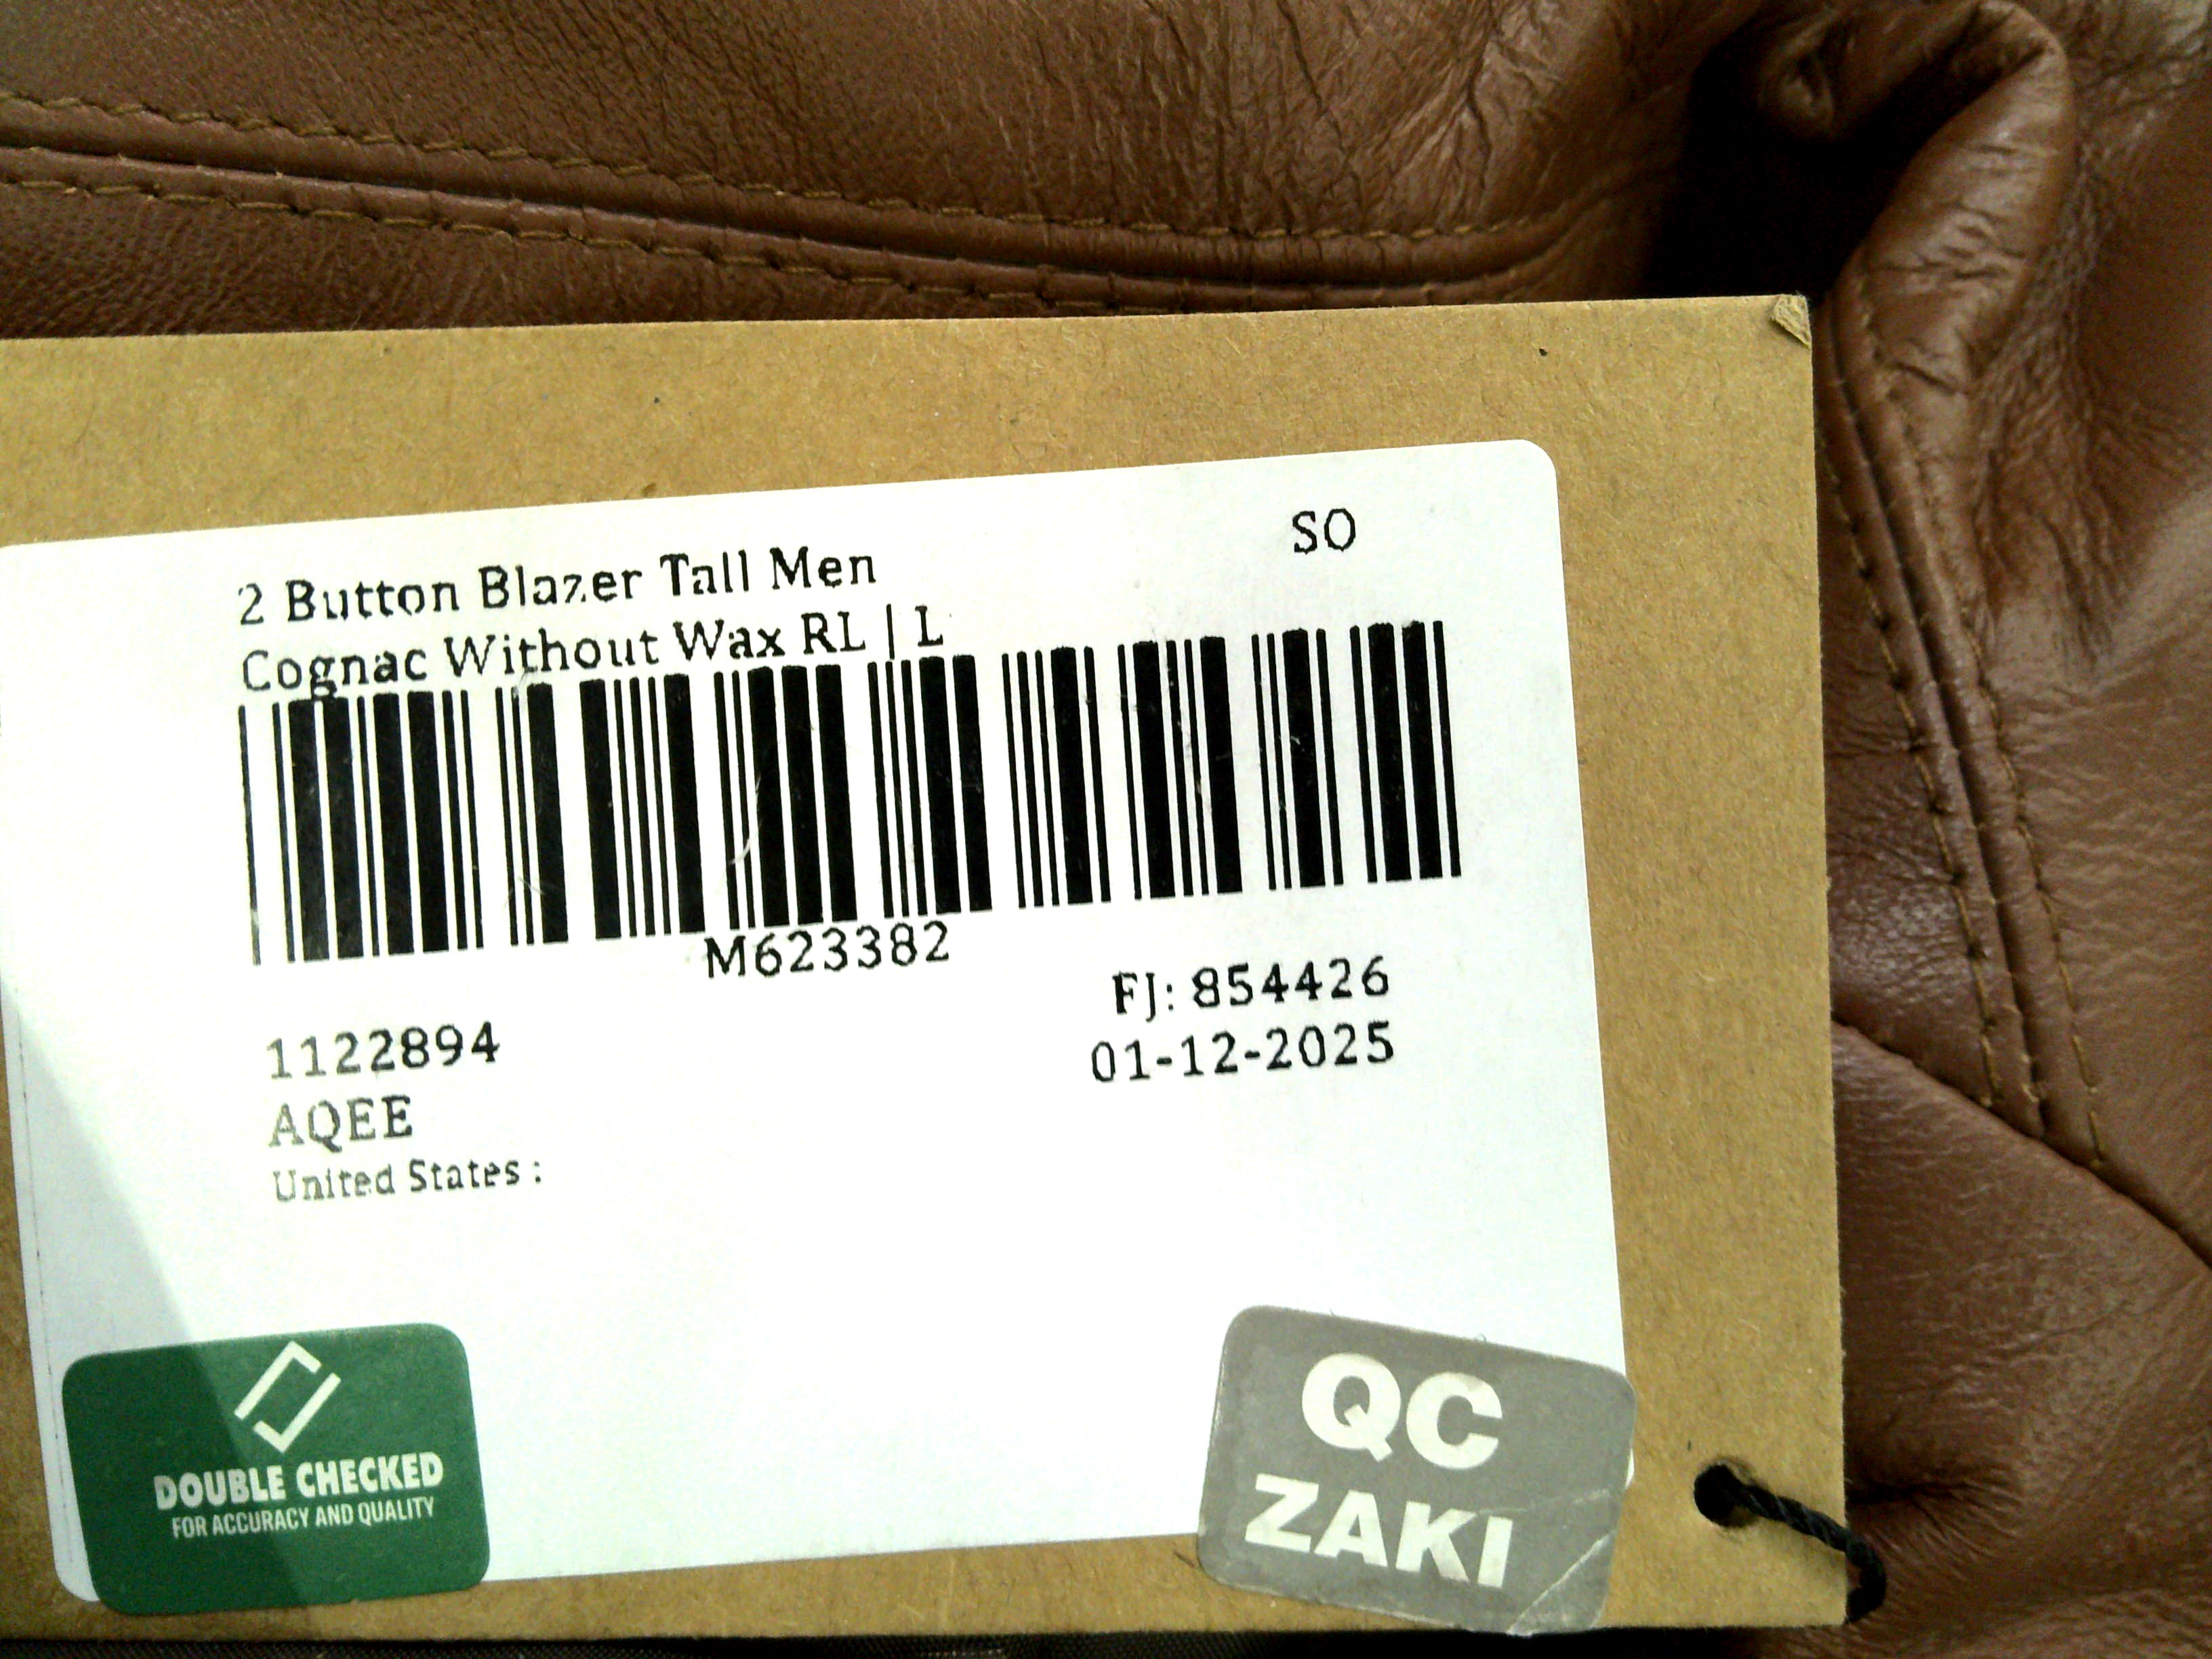 SO
2 Button Blazer Tall Men
Cognac Without Wax RL | L
M623382
FJ: 854426
1122894
01-12-2025
AQEE
United States :
DOUBLE CHECKED
FOR ACCURACY AND QUALITY
QC
ZAKI